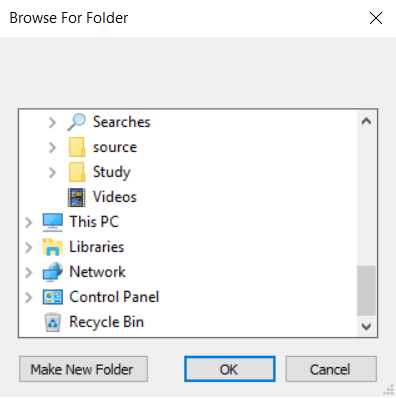 Browse For Folder
Searches
source
Study
Videos
This PC
Libraries
Network
Control Panel
Recycle Bin
Make New Folder OK Cancel